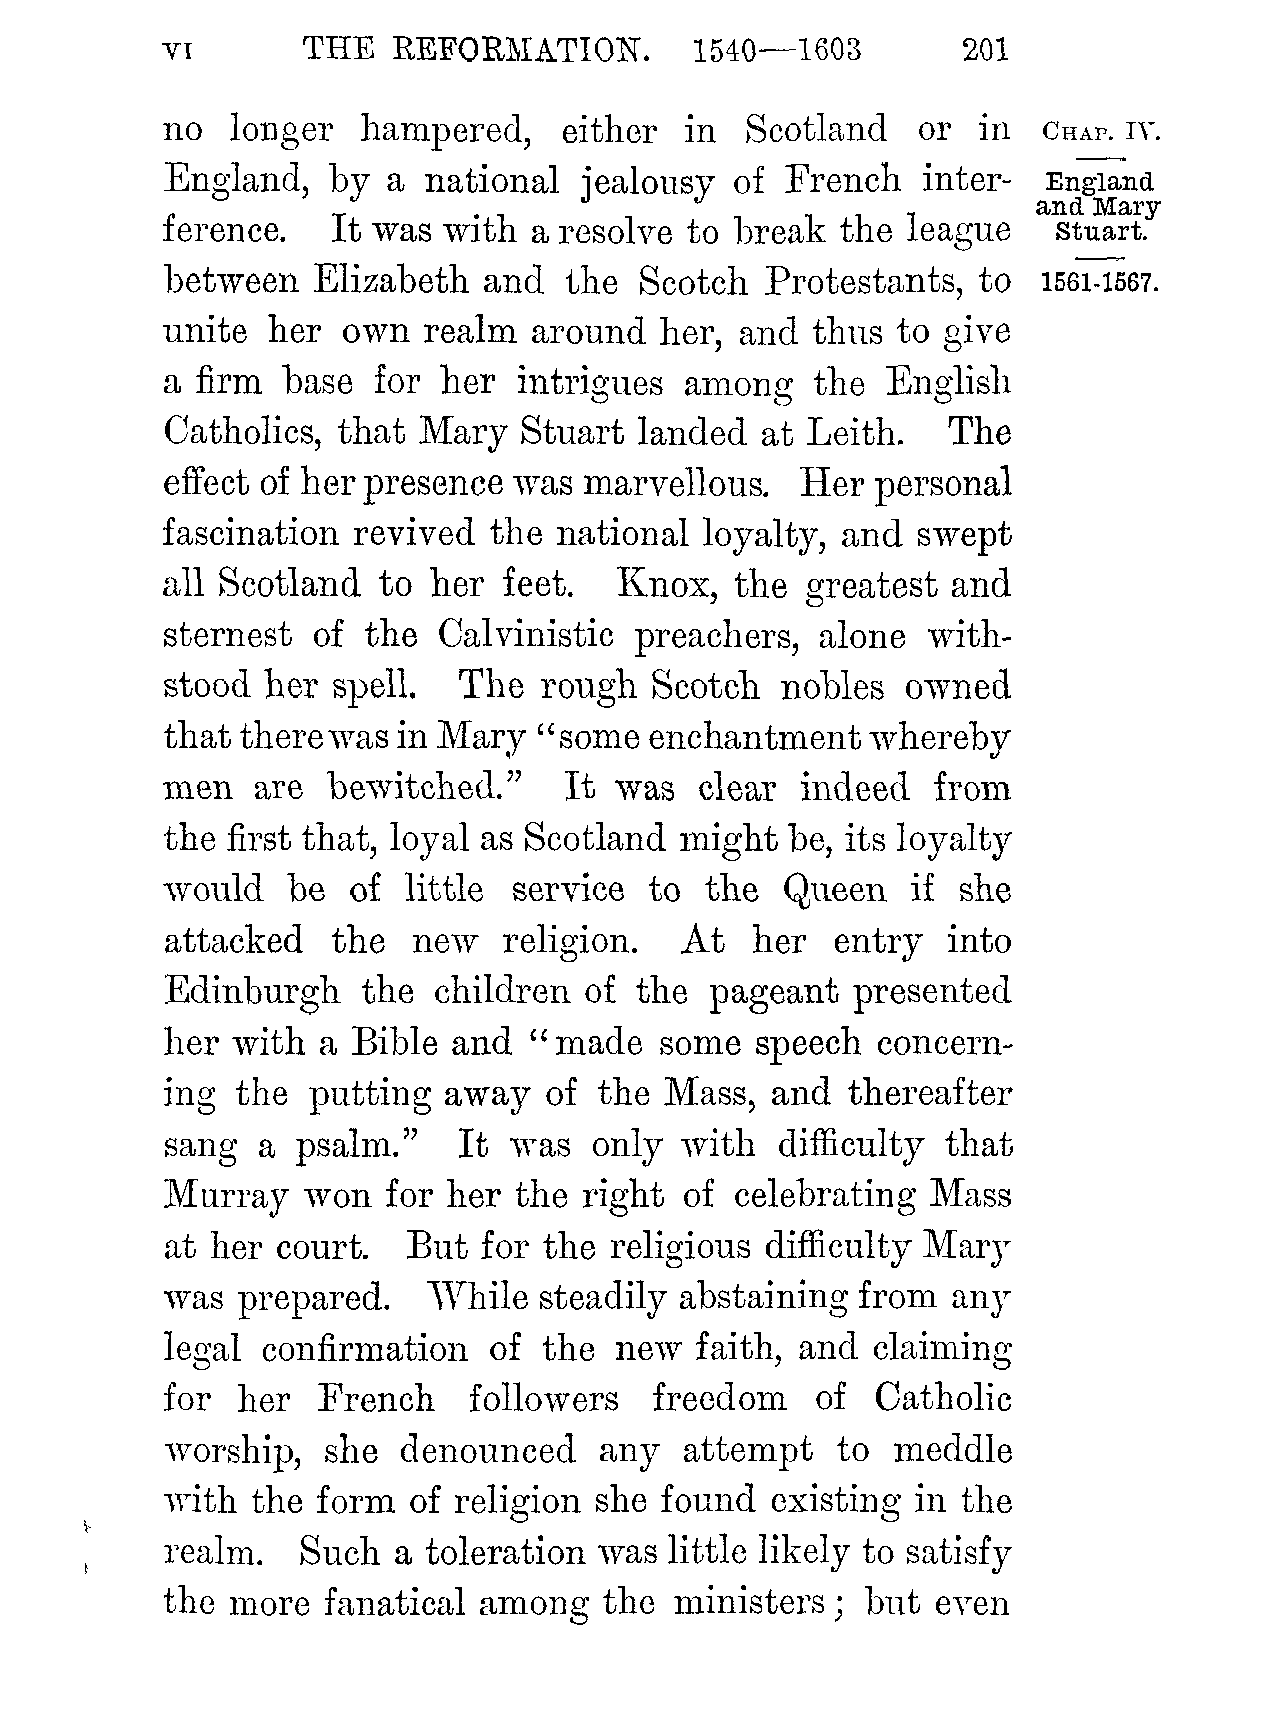 VI THE REFORMATION. 1540—1603 201
no longer hampered, either in Scotland or in
England, by a national jealousy of French inter-
ference. It was with a resolve to break the league
between Elizabeth and the Scotch Protestants, to
unite her own realm around her, and thus to give
a firm base for her intrigues among the English
Catholics, that Mary Stuart landed at Leith. The
effect of her presence was marvellous. Her personal
fascination revived the national loyalty, and swept
all Scotland to her feet. Knox, the greatest and
sternest of the Calvinistic preachers, alone with-
stood her spell. The rough Scotch nobles owned
that there was in Mary “some enchantment whereby
men are bewitched.” It was clear indeed from
the first that, loyal as Scotland might be, its loyalty
would be of little service to the Queen if she
attacked the new religion. At her entry into
Edinburgh the children of the pageant presented
her with a Bible and “made some speech concern-
ing the putting away of the Mass, and thereafter
sang a psalm.” It was only with difficulty that
Murray won for her the right of celebrating Mass
at her court. But for the religious difficulty Mary
was prepared. While steadily abstaining from any
legal confirmation of the new faith, and claiming
for her French followers freedom of Catholic
worship, she denounced any attempt to meddle
with the form of religion she found existing in the
realm. Such a toleration was little likely to satisfy
the more fanatical among the ministers; but even
CHAP. IV.
England
and Mary
Stuart.
1561-1567.